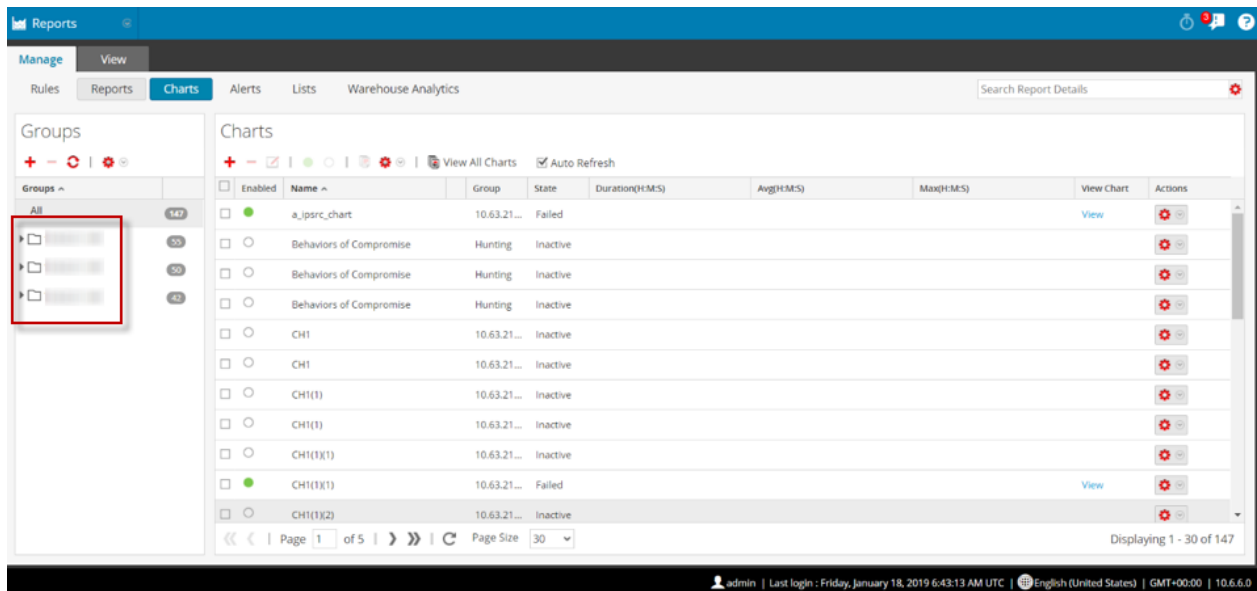 Reports
3
Manage View
Rules Reports Charts Alerts Lists Warehouse Analytics Search Report Details
Groups
Groups
All 147
55
50
42
Charts
View All Charts Auto Refresh
Enabled Name Group State Duration(H:M:S) Avg(H:M:S) Max(H:M:S) View Chart Actions
a_ipsrc_chart 10.63.21... Failed View
Behaviors of Compromise Hunting Inactive
Behaviors of Compromise Hunting Inactive
Behaviors of Compromise Hunting Inactive
CH1 10.63.21... Inactive
CH1 10.63.21... Inactive
CH1(1) 10.63.21... Inactive
CH1(1) 10.63.21... Inactive
CH1(1)(1) 10.63.21... Inactive
CH1(1)(1) 10.63.21... Failed View
CH1(1)(2) 10.63.21... Inactive
Page 1 of 5 | Page Size 30 Displaying 1 - 30 of 147
admin | Last login : Friday, January 18, 2019 6:43:13 AM UTC | English (United States) | GMT+00:00 | 10.6.6.0